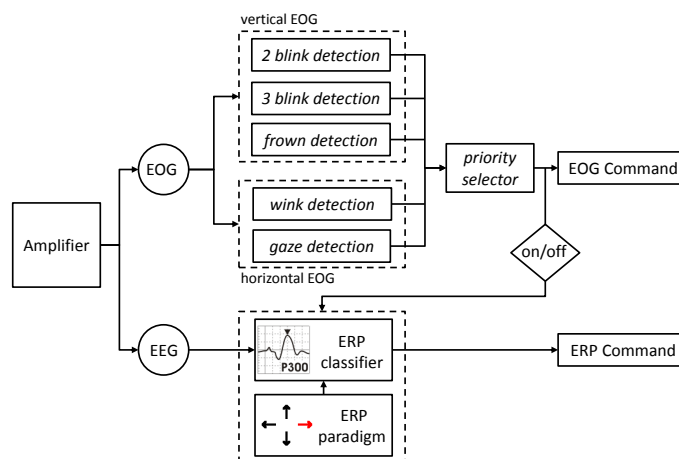 vertical EOG
2 blink detection
3 blink detection
frown detection
EOG
priority
selector
EOG Command
wink detection
gaze detection
horizontal EOG
Amplifier
on/off
EEG
P300
ERP
classifier
ERP Command
ERP
paradigm